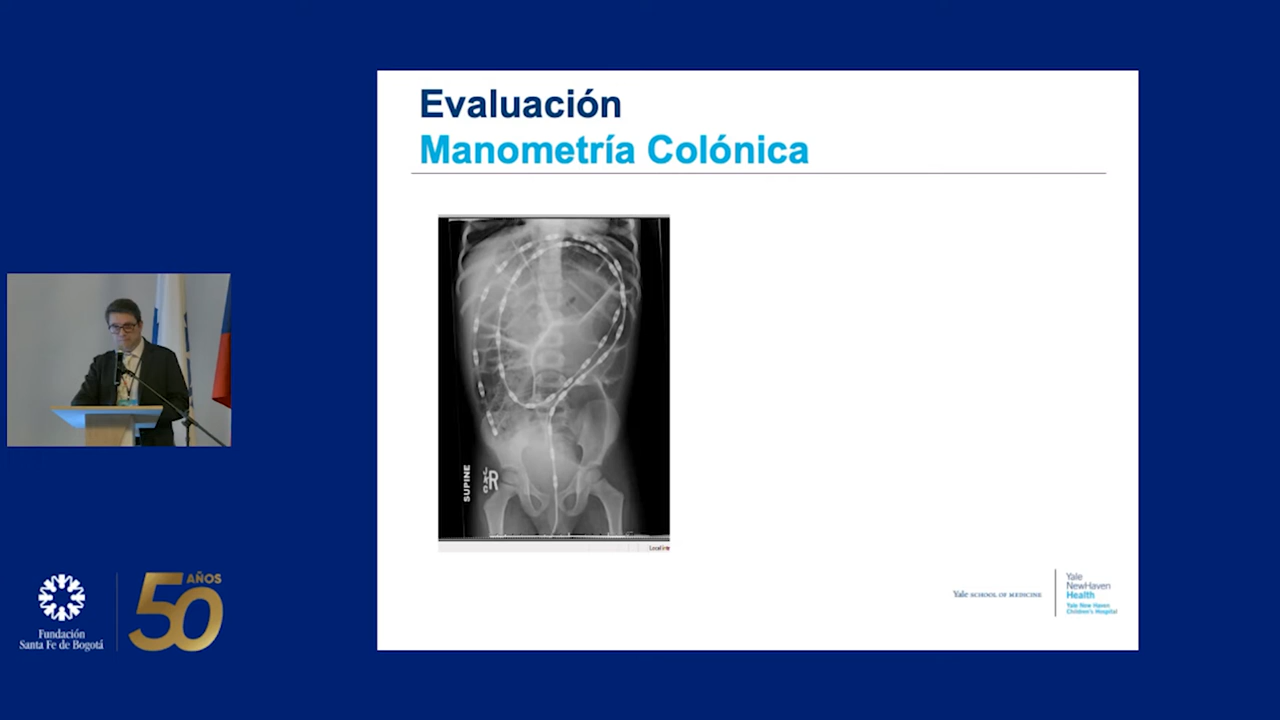 Evaluación
Manometría Colónica
SUPINE
R
Yale SCHOOL OF MEDICINE
Yale
NewHaven
Health
Yale New Haven
Children's Hospital
50 AÑOS
Fundación
Santa Fe de Bogotá